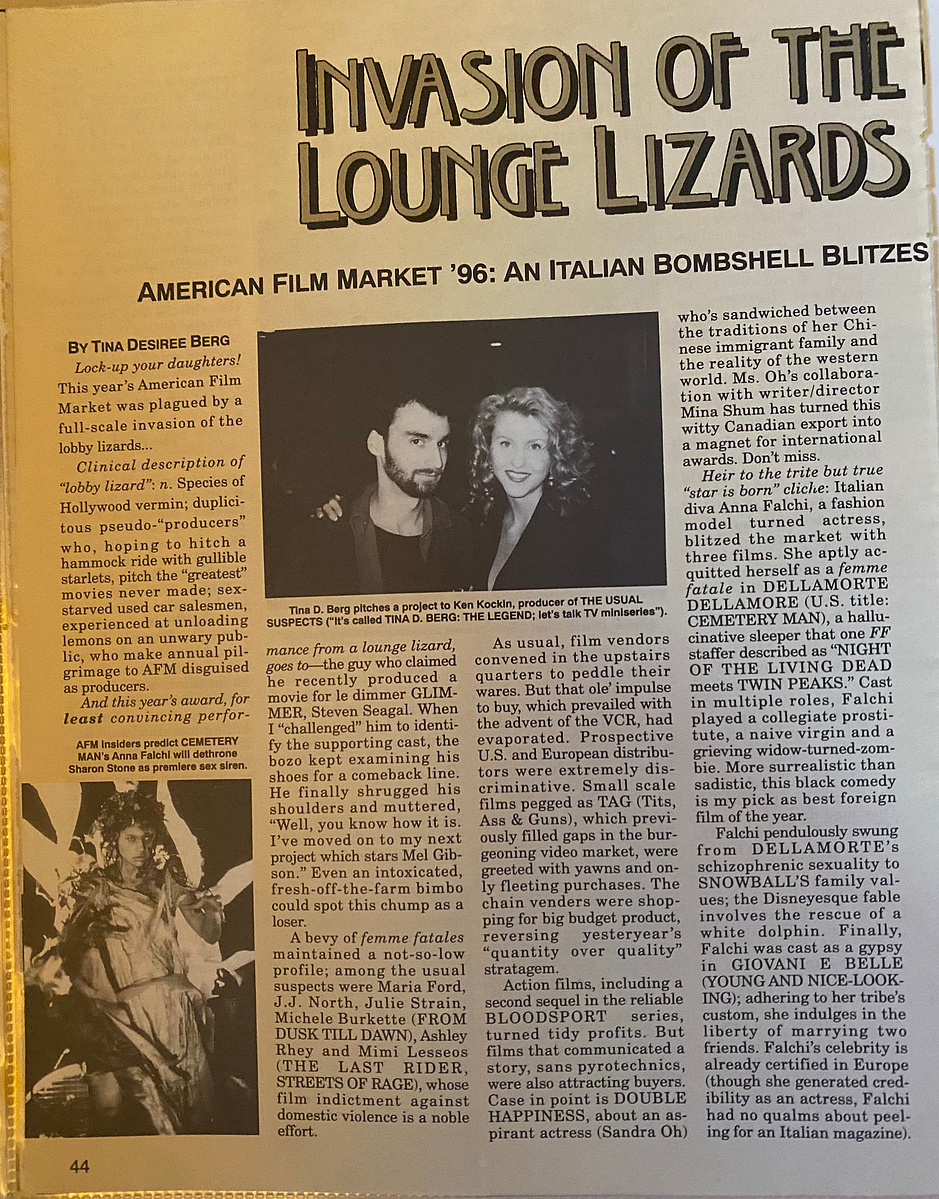 INVASION OF THE
LOUNGE LIZARDS
AMERICAN FILM MARKET '96: AN ITALIAN BOMBSHELL BLITZES
BY TINA DESIREE BERG
Lock-up your daughters!
This year's American Film
Market was plagued by a
full-scale invasion of the
lobby lizards...
Clinical description of
"lobby lizard": n. Species of
Hollywood vermin; duplici-
tous pseudo-"producers"
who, hoping to hitch a
hammock ride with gullible
starlets, pitch the "greatest"
movies never made; sex-
starved used car salesmen,
experienced at unloading
lemons on an unwary pub-
lic, who make annual pil-
grimage to AFM disguised
as producers.
And this year's award, for
least convincing perfor-
AFM insiders predict CEMETERY
MAN's Anna Falchi will dethrone
Sharon Stone as premiere sex siren.
Tina D. Berg pitches a project to Ken Kockin, producer of THE USUAL
SUSPECTS ("It's called TINA D. BERG: THE LEGEND; let's talk TV miniseries").
mance from a lounge lizard,
goes to—the guy who claimed
he recently produced a
movie for le dimmer GLIM-
MER, Steven Seagal. When
I "challenged" him to identi-
fy the supporting cast, the
bozo kept examining his
shoes for a comeback line.
He finally shrugged his
shoulders and muttered,
"Well, you know how it is.
I've moved on to my next
project which stars Mel Gib-
son." Even an intoxicated,
fresh-off-the-farm bimbo
could spot this chump as a
loser.
A bevy of femme fatales
maintained a not-so-low
profile; among the usual
suspects were Maria Ford,
J.J. North, Julie Strain,
Michele Burkette (FROM
DUSK TILL DAWN), Ashley
Rhey and Mimi Lesseos
(THE LAST RIDER,
STREETS OF RAGE), whose
film indictment against
domestic violence is a noble
effort.
As usual, film vendors
convened in the upstairs
quarters to peddle their
wares. But that ole' impulse
to buy, which prevailed with
the advent of the VCR, had
evaporated. Prospective
U.S. and European distribu-
tors were extremely dis-
criminative. Small scale
films pegged as TAG (Tits,
Ass & Guns), which previ-
ously filled gaps in the bur-
geoning video market, were
greeted with yawns and on-
ly fleeting purchases. The
chain venders were shop-
ping for big budget product,
reversing yesteryear's
"quantity over quality"
stratagem.
Action films, including a
second sequel in the reliable
BLOODSPORT series,
turned tidy profits. But
films that communicated a
story, sans pyrotechnics,
were also attracting buyers.
Case in point is DOUBLE
HAPPINESS, about an as-
pirant actress (Sandra Oh)
who's sandwiched between
the traditions of her Chi-
nese immigrant family and
the reality of the western
world. Ms. Oh's collabora-
tion with writer/director
Mina Shum has turned this
witty Canadian export into
a magnet for international
awards. Don't miss.
Heir to the trite but true
"star is born" cliche: Italian
diva Anna Falchi, a fashion
model turned actress,
blitzed the market with
three films. She aptly ac-
quitted herself as a femme
fatale in DELLAMORTE
DELLAMORE (U.S. title:
CEMETERY MAN), a hallu-
cinative sleeper that one FF
staffer described as "NIGHT
OF THE LIVING DEAD
meets TWIN PEAKS." Cast
in multiple roles, Falchi
played a collegiate prosti-
tute, a naive virgin and a
grieving widow-turned-zom-
bie. More surrealistic than
sadistic, this black comedy
is my pick as best foreign
film of the year.
Falchi pendulously swung
from DELLAMORTE's
schizophrenic sexuality to
SNOWBALL'S family val-
ues; the Disneyesque fable
involves the rescue of a
white dolphin. Finally,
Falchi was cast as a gypsy
in GIOVANI E BELLE
(YOUNG AND NICE-LOOK-
ING); adhering to her tribe's
custom, she indulges in the
liberty of marrying two
friends. Falchi's celebrity is
already certified in Europe
(though she generated cred-
ibility as an actress, Falchi
had no qualms about peel-
ing for an Italian magazine).
44